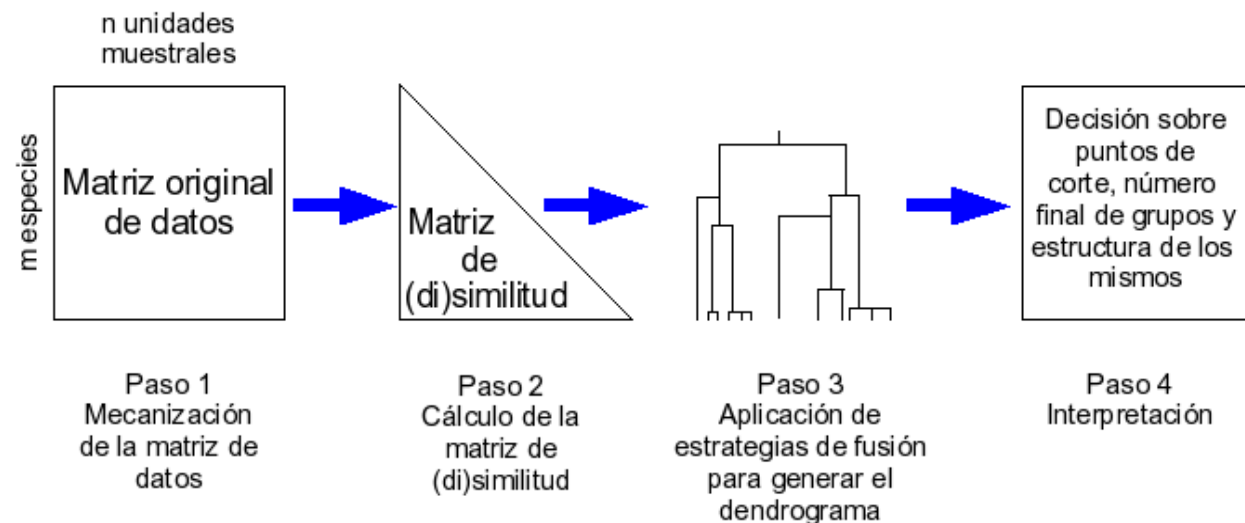 n unidades
muestrales
m especies
Matriz original
de datos
Matriz
de
(di)similitud
Decisión sobre
puntos de
corte, número
final de grupos y
estructura de los
mismos
Paso 1
Mecanización
de la matriz de
datos
Paso 2
Cálculo de la
matriz de
(di)similitud
Paso 3
Aplicación de
estrategias de fusión
para generar el
dendrograma
Paso 4
Interpretación